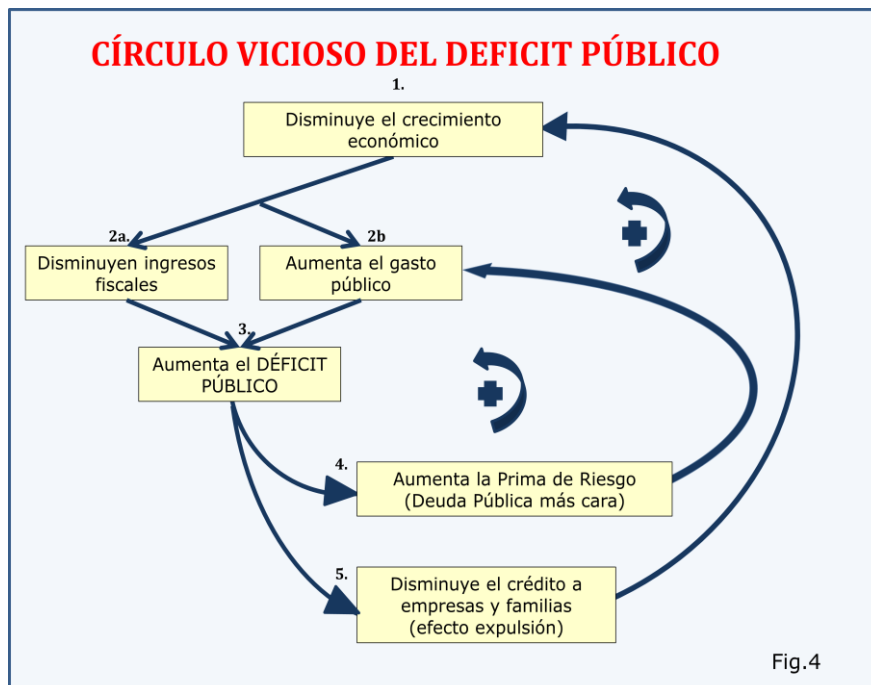 CÍRCULO VICIOSO DEL DEFICIT PÚBLICO
1.
Disminuye el crecimiento
económico
2a.
Disminuyen ingresos
fiscales
2b
Aumenta el gasto
público
3.
Aumenta el DÉFICIT
PÚBLICO
4.
Aumenta la Prima de Riesgo
(Deuda Pública más cara)
5.
Disminuye el crédito a
empresas y familias
(efecto expulsión)
Fig.4